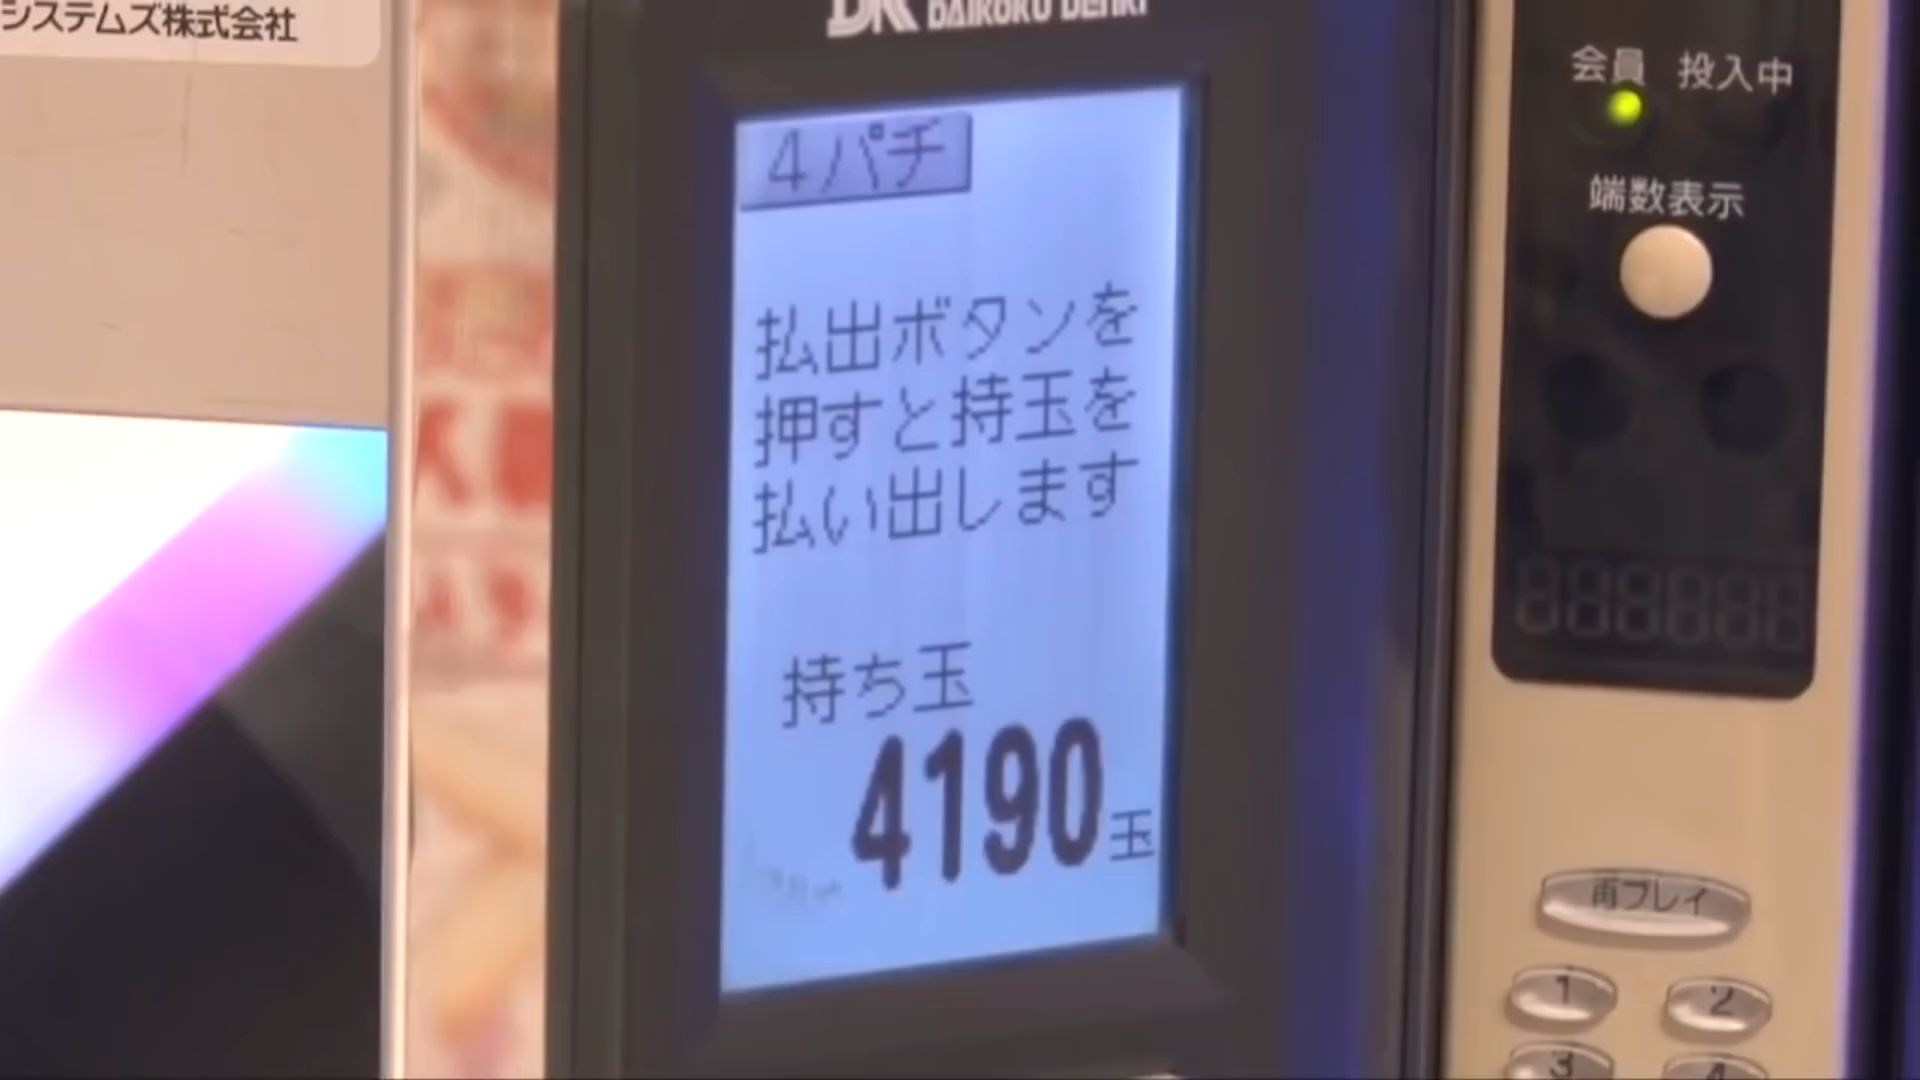 システムズ株式会社
DK DAIKOKU DENKI
4パチ
払出ボタンを
押すと持玉を
払い出します
持ち玉
4190玉
会員 投入中
端数表示
再プレイ
1 2
3 4